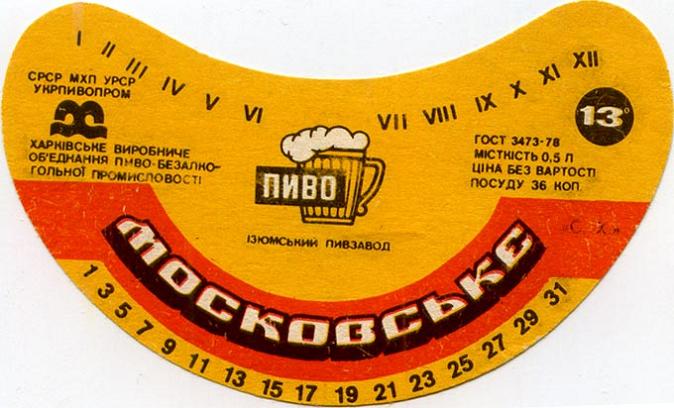 I II III IV V VI VII VIII IX X XI XII
СРСР МХП УРСР
УКРПИВОПРОМ
ХАРКІВСЬКЕ ВИРОБНИЧЕ
ОБ'ЄДНАННЯ ПИВО-БЕЗАЛКО-
ГОЛЬНОЇ ПРОМИСЛОВОСТІ
ПИВО
ІЗЮМСЬКИЙ ПИВЗАВОД
13°
ГОСТ 3473-78
МІСТКІСТЬ 0,5 Л
ЦІНА БЕЗ ВАРТОСТІ
ПОСУДУ 36 КОП.
«С. Х.»
МОСКОВСЬКЕ
1 3 5 7 9 11 13 15 17 19 21 23 25 27 29 31